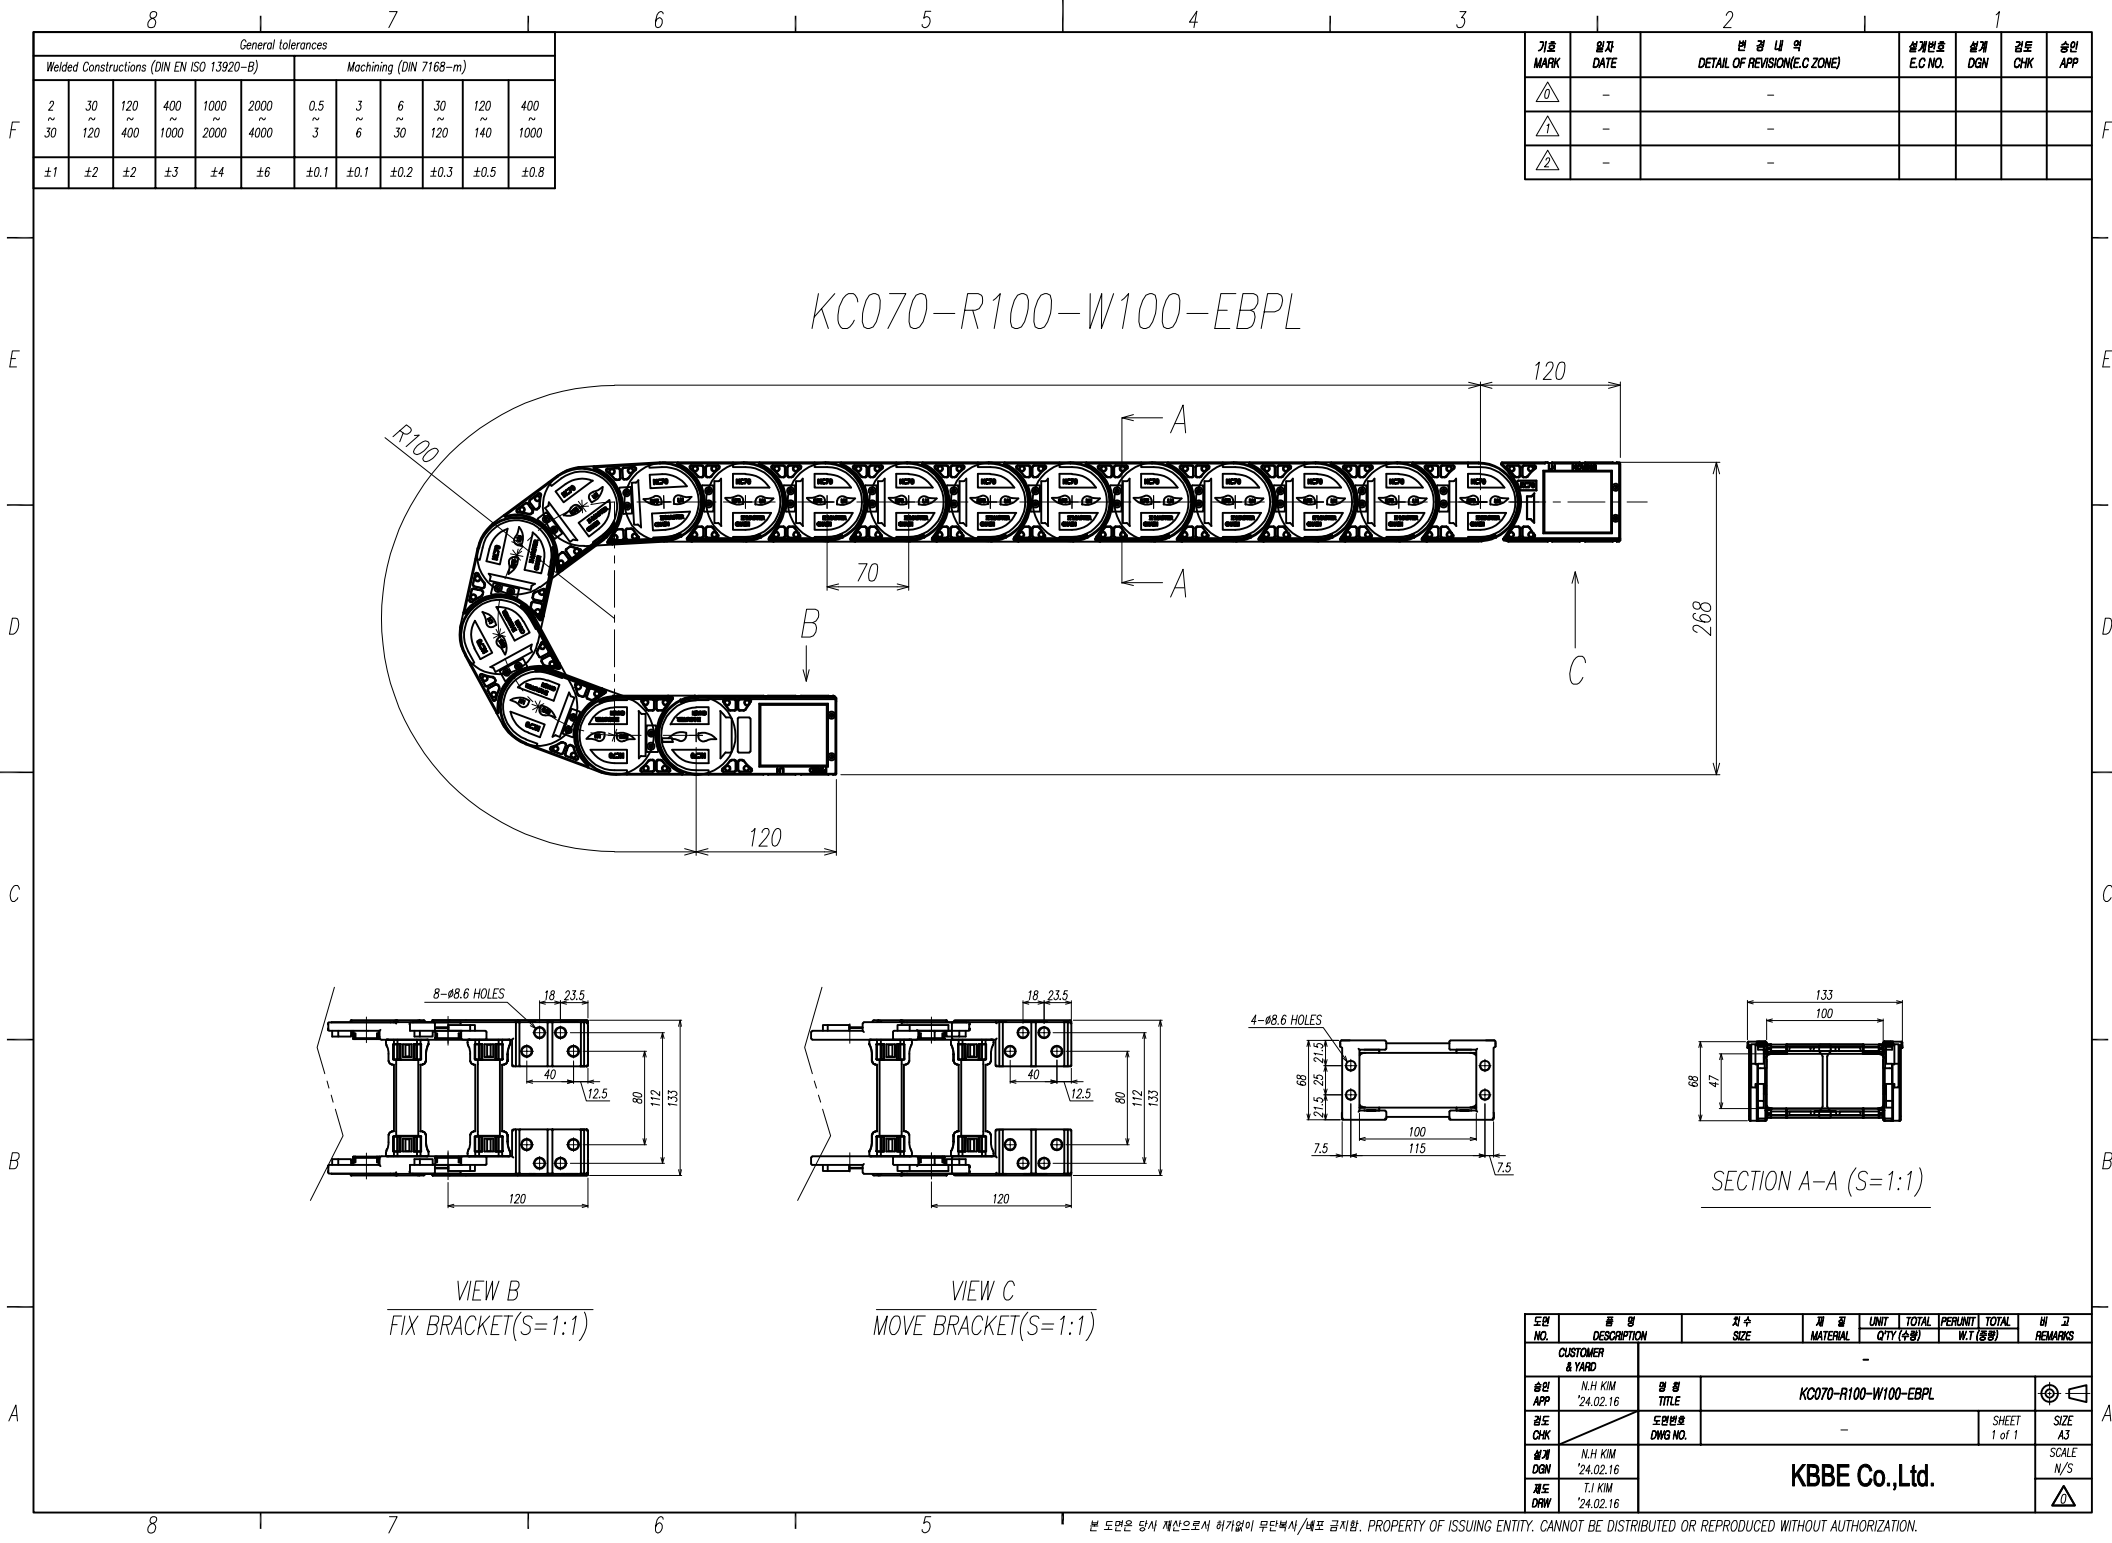 8 7 6 5 4 3 2 1
General tolerances
Welded Constructions (DIN EN ISO 13920-B) Machining (DIN 7168-m)
2 30 120 400 1000 2000 0.5 3 6 30 120 400
~ ~ ~ ~ ~ ~ ~ ~ ~ ~ ~ ~
30 120 400 1000 2000 4000 3 6 30 120 140 1000
±1 ±2 ±2 ±3 ±4 ±6 ±0.1 ±0.1 ±0.2 ±0.3 ±0.5 ±0.8
기호 일자 변 경 내 역 설계변호 설계 검토 승인
MARK DATE DETAIL OF REVISION(E.C ZONE) E.C NO. DGN CHK APP
0 - -
1 - -
2 - -
F F
E E
D D
C C
B B
A A
KC070-R100-W100-EBPL
120
R100
A
A
70
B
C
268
120
8-ø8.6 HOLES
18 23.5
40
12.5
80
112
133
120
VIEW B
FIX BRACKET(S=1:1)
18 23.5
40
12.5
80
112
133
120
VIEW C
MOVE BRACKET(S=1:1)
4-ø8.6 HOLES
21.5
25
21.5
68
100
7.5 115 7.5
133
100
68
47
SECTION A-A (S=1:1)
도면 품 명 치 수 재 질 UNIT TOTAL PERUNIT TOTAL 비 고
NO. DESCRIPTION SIZE MATERIAL Q'TY (수량) W.T (중량) REMARKS
CUSTOMER
& YARD -
승인 N.H KIM 명 칭 KC070-R100-W100-EBPL
APP '24.02.16 TITLE
검도 도면번호 - SHEET SIZE
CHK DWG NO. 1 of 1 A3
설계 N.H KIM KBBE Co.,Ltd. SCALE
DGN '24.02.16 N/S
제도 T.I KIM 0
DRW '24.02.16
8 7 6 5
본 도면은 당사 재산으로서 허가없이 무단복사/배포 금지함. PROPERTY OF ISSUING ENTITY. CANNOT BE DISTRIBUTED OR REPRODUCED WITHOUT AUTHORIZATION.